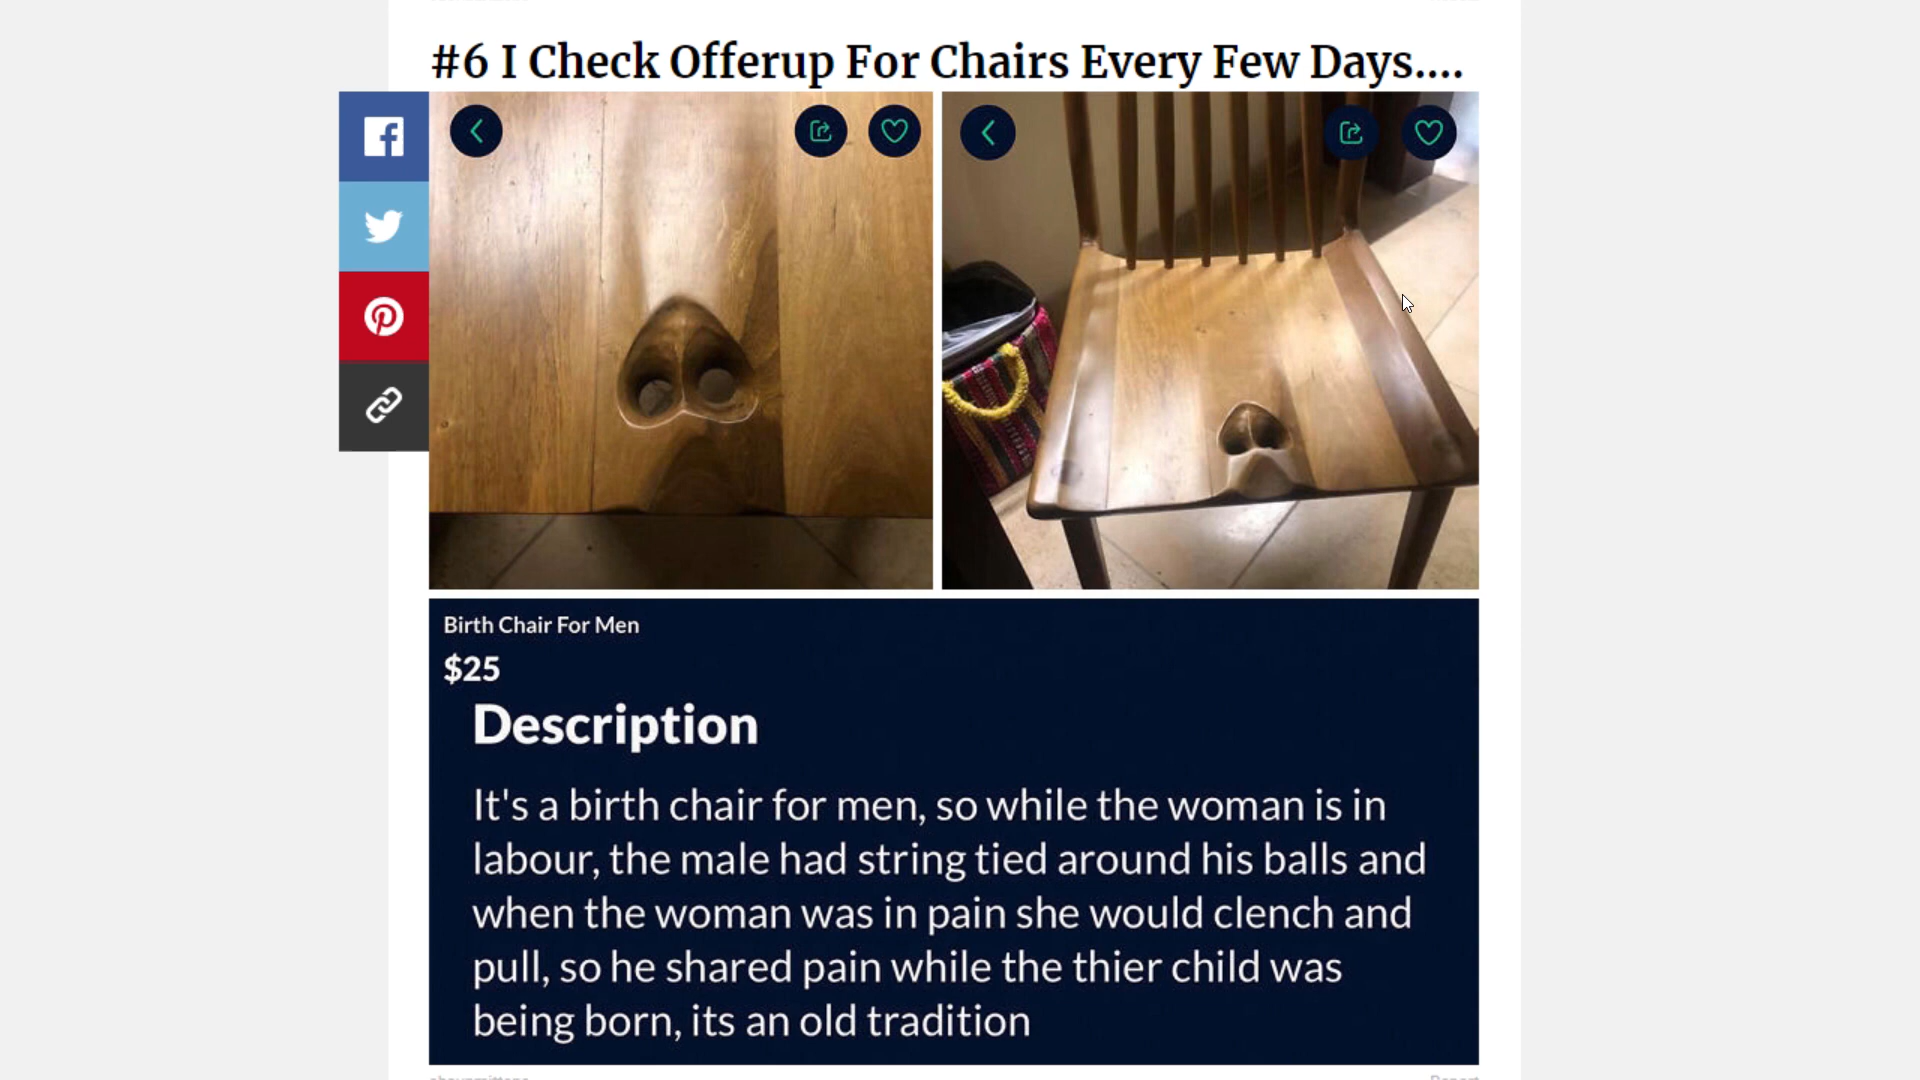 #6 I Check Offerup For Chairs Every Few Days....
Birth Chair For Men
$25
Description
It's a birth chair for men, so while the woman is in
labour, the male had string tied around his balls and
when the woman was in pain she would clench and
pull, so he shared pain while the thier child was
being born, its an old tradition